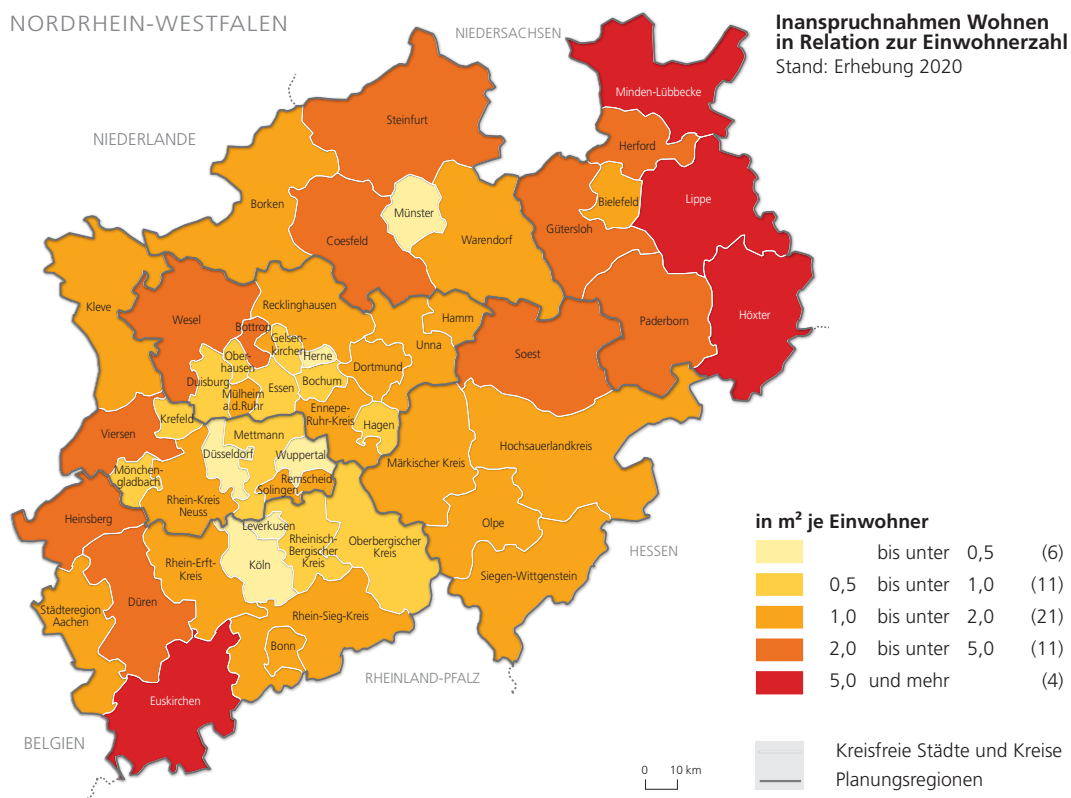 NORDRHEIN-WESTFALEN
Inanspruchnahmen Wohnen
in Relation zur Einwohnerzahl
Stand: Erhebung 2020
NIEDERSACHSEN
Minden-Lübbecke
Steinfurt
NIEDERLANDE
Herford
Borken
Münster
Bielefeld
Lippe
Gütersloh
Coesfeld
Warendorf
Kleve
Recklinghausen
Wesel
Hamm
Paderborn
Höxter
Bottrop
Gelsen-
kirchen
Herne
Unna
Soest
Ober-
hausen
Dortmund
Duisburg
Essen
Bochum
Mülheim
a.d.Ruhr
Ennepe-
Ruhr-Kreis
Krefeld
Hagen
Viersen
Mettmann
Hochsauerlandkreis
Düsseldorf
Wuppertal
Märkischer Kreis
Mönchen-
gladbach
Remscheid
Solingen
Rhein-Kreis
Neuss
Heinsberg
Leverkusen
Olpe
Rheinisch-
Bergischer
Kreis
Oberbergischer
Kreis
HESSEN
Rhein-Erft-
Kreis
Köln
Siegen-Wittgenstein
Düren
Städteregion
Aachen
Rhein-Sieg-Kreis
Bonn
RHEINLAND-PFALZ
Euskirchen
BELGIEN
in m² je Einwohner
bis unter 0,5 (6)
0,5 bis unter 1,0 (11)
1,0 bis unter 2,0 (21)
2,0 bis unter 5,0 (11)
5,0 und mehr (4)
Kreisfreie Städte und Kreise
Planungsregionen
0 10 km